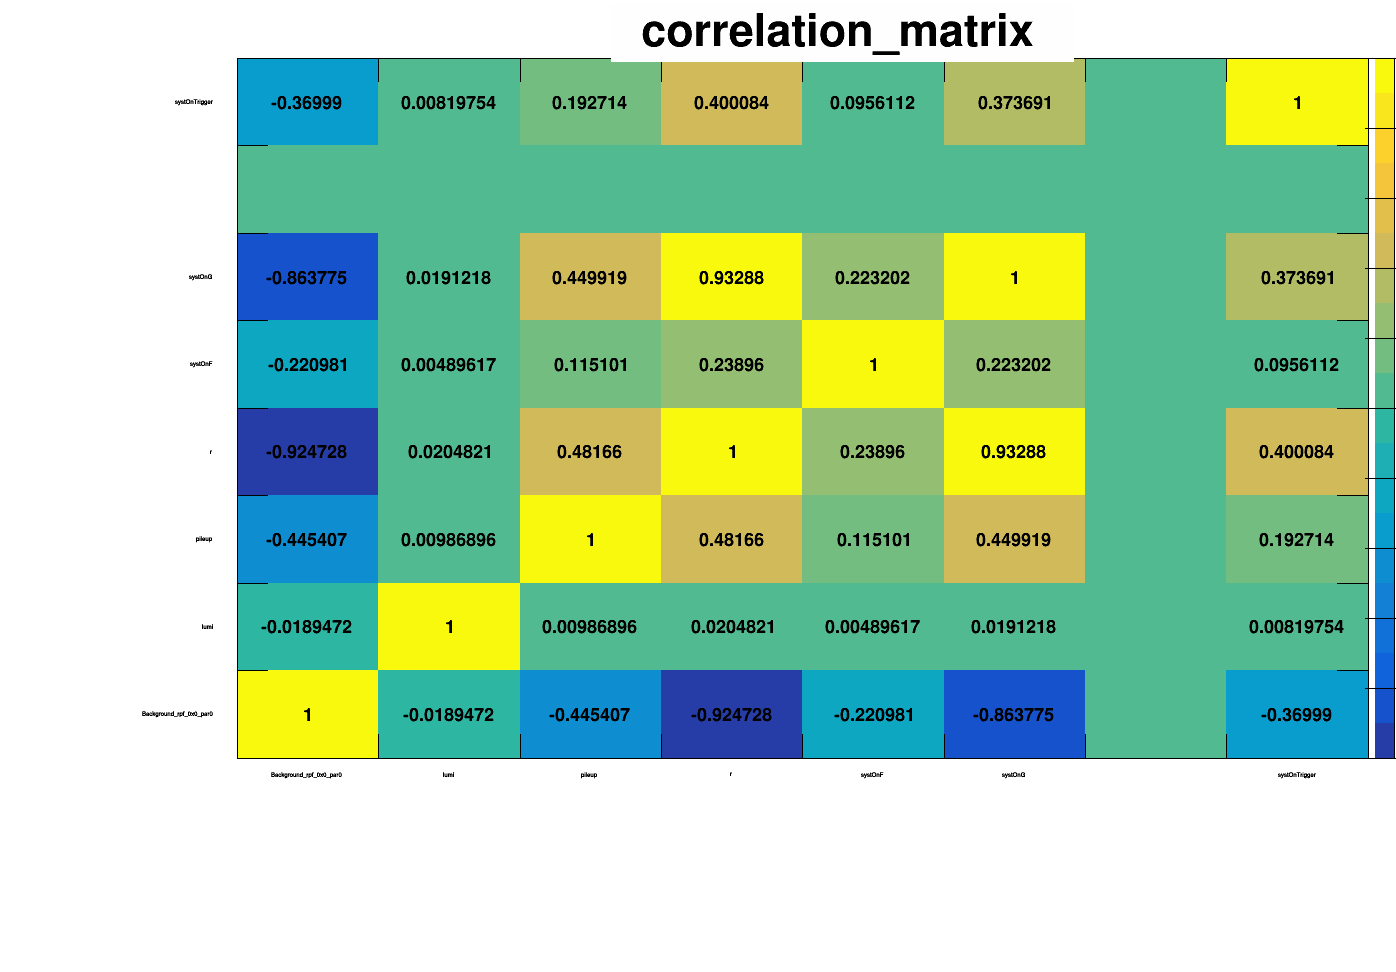 correlation_matrix
systOnTrigger -0.36999 0.00819754 0.192714 0.400084 0.0956112 0.373691 1
systOnG -0.863775 0.0191218 0.449919 0.93288 0.223202 1 0.373691
systOnF -0.220981 0.00489617 0.115101 0.23896 1 0.223202 0.0956112
r -0.924728 0.0204821 0.48166 1 0.23896 0.93288 0.400084
pileup -0.445407 0.00986896 1 0.48166 0.115101 0.449919 0.192714
lumi -0.0189472 1 0.00986896 0.0204821 0.00489617 0.0191218 0.00819754
Background_rpf_0x0_par0 1 -0.0189472 -0.445407 -0.924728 -0.220981 -0.863775 -0.36999
Background_rpf_0x0_par0 lumi pileup r systOnF systOnG systOnTrigger